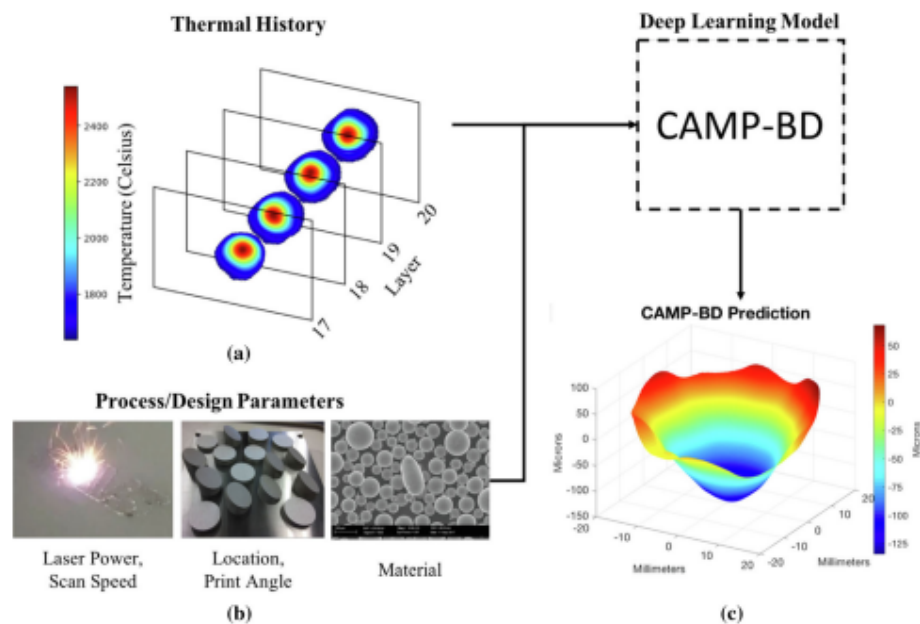 Thermal History
Temperature (Celsius)
2400
2200
2000
1800
17
18
19
20
Layer
(a)
Process/Design Parameters
Laser Power,
Scan Speed
Location,
Print Angle
Material
(b)
Deep Learning Model
CAMP-BD
CAMP-BD Prediction
Microns
100
50
0
-50
-100
-150
-20
-10
0
10
20
Millimeters
-20
-10
0
10
20
Millimeters
50
25
0
-25
-50
-75
-100
-125
Microns
(c)